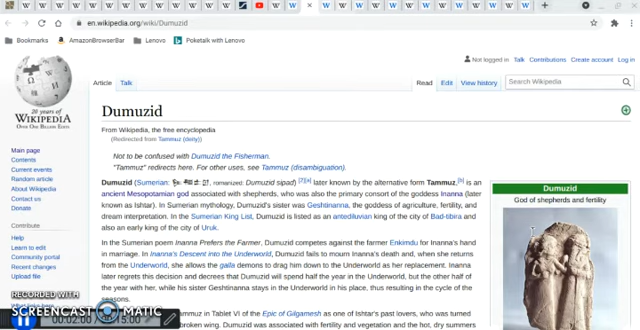 en.wikipedia.org/wiki/Dumuzid
Bookmarks AmazonBrowserBar Lenovo Poketalk with Lenovo
Not logged in Talk Contributions Create account Log in
Article Talk Read Edit View history Search Wikipedia
20 years of
WIKIPEDIA
Main page
Contents
Current events
Random article
About Wikipedia
Contact us
Donate
Contribute
Help
Learn to edit
Community portal
Recent changes
Upload file
Dumuzid
From Wikipedia, the free encyclopedia
(Redirected from Tammuz (deity))
Not to be confused with Dumuzid the Fisherman.
"Tammuz" redirects here. For other uses, see Tammuz (disambiguation).
Dumuzid (Sumerian: romanized: Dumuzid sipad) later known by the alternative form Tammuz, is an
ancient Mesopotamian god associated with shepherds, who was also the primary consort of the goddess Inanna (later
known as Ishtar). In Sumerian mythology, Dumuzid's sister was Geshtinanna, the goddess of agriculture, fertility, and
dream interpretation. In the Sumerian King List, Dumuzid is listed as an antediluvian king of the city of Bad-tibira and
also an early king of the city of Uruk.
In the Sumerian poem Inanna Prefers the Farmer, Dumuzid competes against the farmer Enkimdu for Inanna's hand
in marriage. In Inanna's Descent into the Underworld, Dumuzid fails to mourn Inanna's death and, when she returns
from the Underworld, she allows the galla demons to drag him down to the Underworld as her replacement. Inanna
later regrets this decision and decrees that Dumuzid will spend half the year in the Underworld, but the other half of
the year with her, while his sister Geshtinanna stays in the Underworld in his place, thus resulting in the cycle of the
seasons.
Tammuz in Tablet VI of the Epic of Gilgamesh as one of Ishtar's past lovers, who was turned
broken wing. Dumuzid was associated with fertility and vegetation and the hot, dry summers
Dumuzid
God of shepherds and fertility
RECORDED WITH
SCREENCAST MATIC